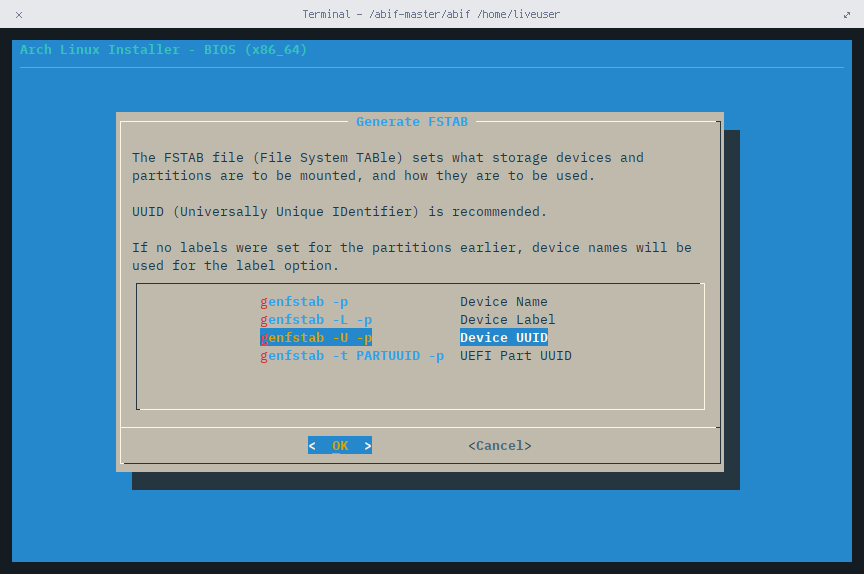 Terminal - /abif-master/abif /home/liveuser
Arch Linux Installer - BIOS (x86_64)
Generate FSTAB
The FSTAB file (File System TABle) sets what storage devices and
partitions are to be mounted, and how they are to be used.
UUID (Universally Unique IDentifier) is recommended.
If no labels were set for the partitions earlier, device names will be
used for the label option.
genfstab -p Device Name
genfstab -L -p Device Label
genfstab -U -p Device UUID
genfstab -t PARTUUID -p UEFI Part UUID
< OK > <Cancel>